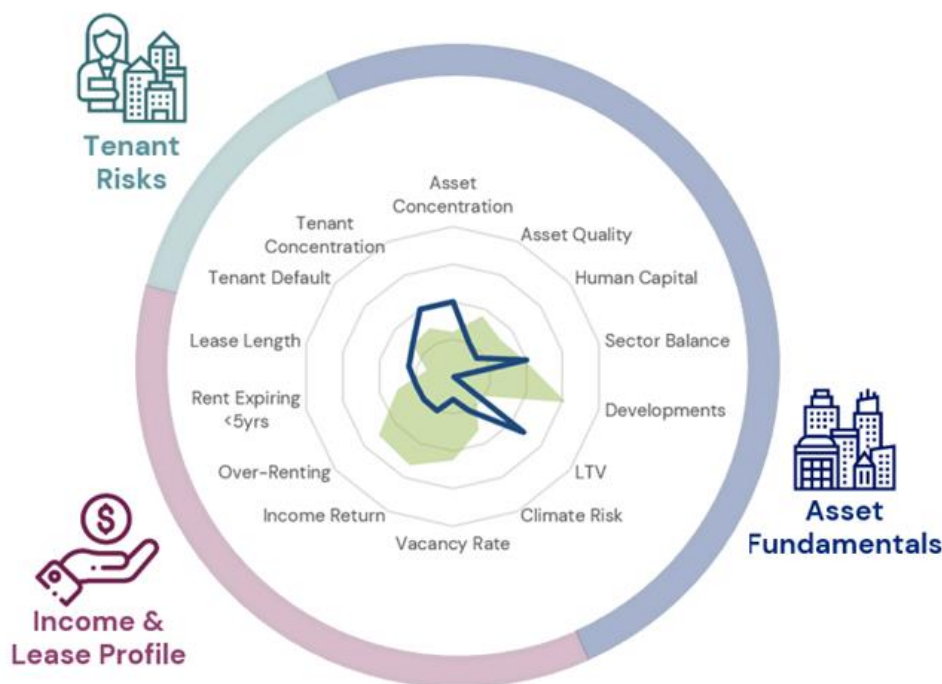 Tenant
Risks
Asset
Concentration
Asset Quality
Human Capital
Sector Balance
Developments
LTV
Climate Risk
Vacancy Rate
Income Return
Over-Renting
Rent Expiring
<5yrs
Lease Length
Tenant Default
Tenant
Concentration
$
Income &
Lease Profile
Asset
Fundamentals